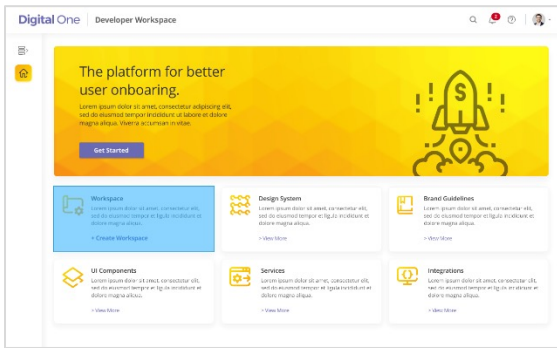 Digital One Developer Workspace
2
The platform for better
user onboaring.
Lorem ipsum dolor sit amet, consectetur adipiscing elit,
sed do eiusmod tempor incididunt ut labore et dolore
magna aliqua. Viverra accumsan in vitae.
Get Started
$
Workspace
Lorem ipsum dolor sit amet, consectetur elit,
sed do eiusmod tempor et ligula incididunt et
dolore magna aliqua.
+ Create Workspace
Design System
Lorem ipsum dolor sit amet, consectetur elit,
sed do eiusmod tempor et ligula incididunt et
dolore magna aliqua.
> View More
Brand Guidelines
Lorem ipsum dolor sit amet, consectetur elit,
sed do eiusmod tempor et ligula incididunt et
dolore magna aliqua.
> View More
UI Components
Lorem ipsum dolor sit amet, consectetur elit,
sed do eiusmod tempor et ligula incididunt et
dolore magna aliqua.
> View More
Services
Lorem ipsum dolor sit amet, consectetur elit,
sed do eiusmod tempor et ligula incididunt et
dolore magna aliqua.
> View More
Integrations
Lorem ipsum dolor sit amet, consectetur elit,
sed do eiusmod tempor et ligula incididunt et
dolore magna aliqua.
> View More